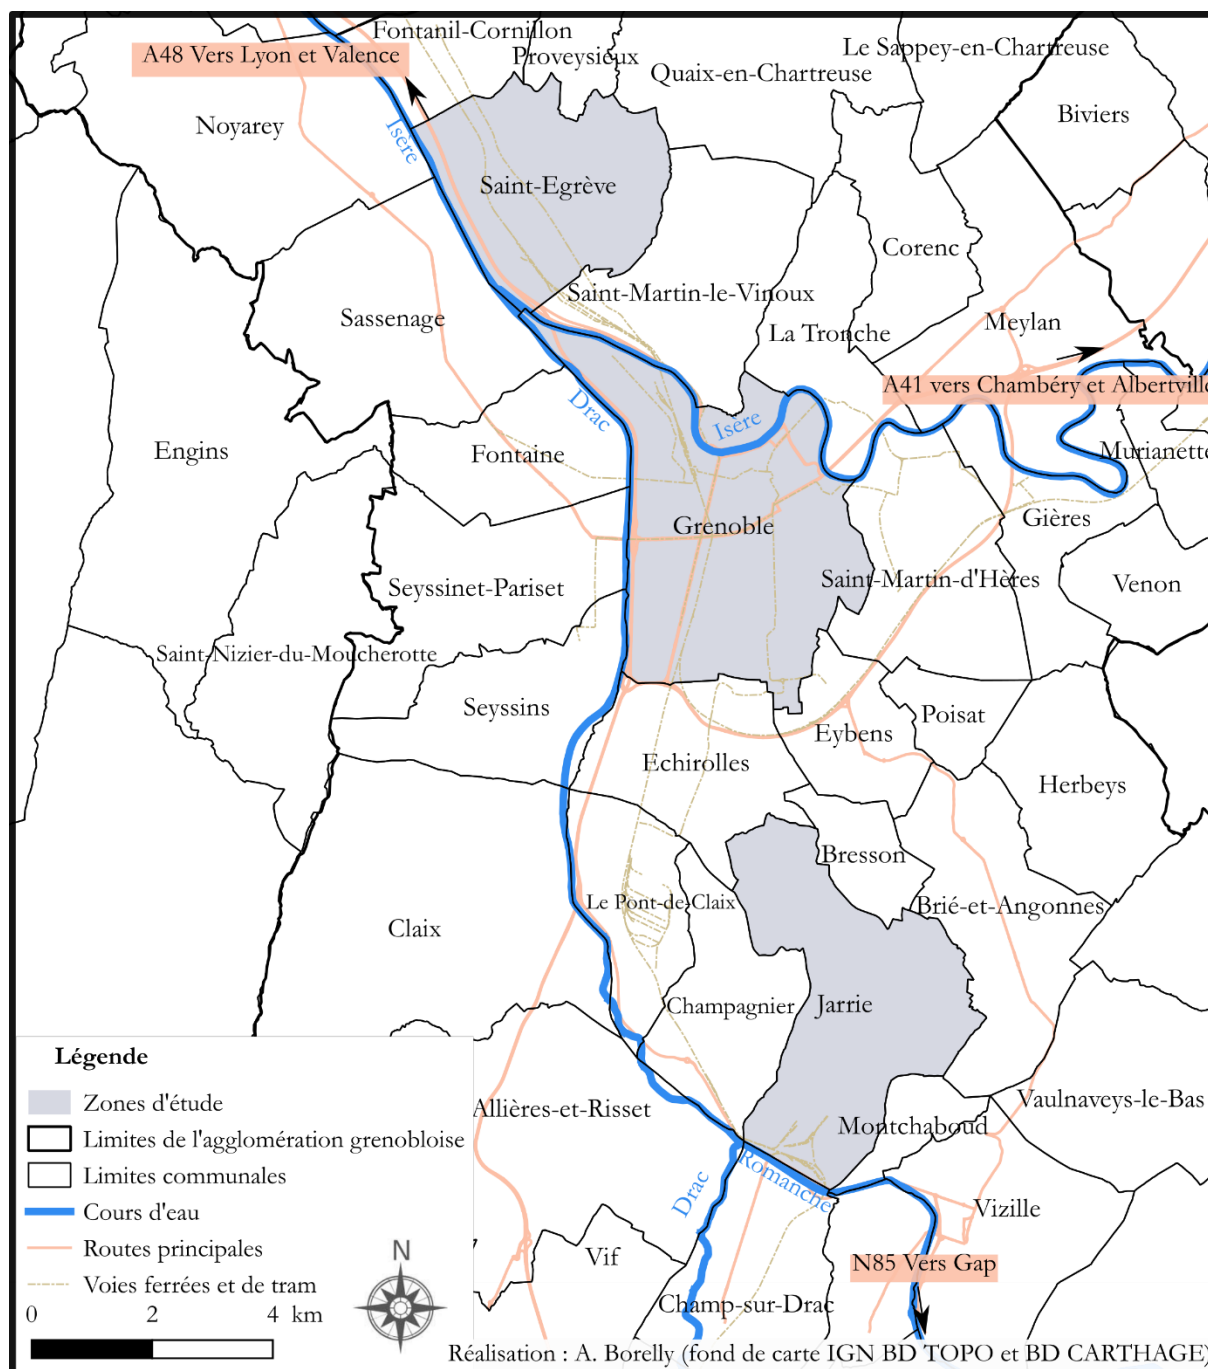 Fontanil-Cornillon
A48 Vers Lyon et Valence
Proveysieux
Le Sappey-en-Chartreuse
Quaix-en-Chartreuse
Biviers
Noyarey
Isère
Saint-Egrève
Corenc
Saint-Martin-le-Vinoux
Sassenage
La Tronche
Meylan
A41 vers Chambéry et Albertville
Drac
Isère
Engins
Fontaine
Murianette
Grenoble
Gières
Seyssinet-Pariset
Saint-Martin-d'Hères
Venon
Saint-Nizier-du-Moucherotte
Seyssins
Poisat
Eybens
Echirolles
Herbeys
Bresson
Le Pont-de-Claix
Brié-et-Angonnes
Claix
Champagnier
Jarrie
Allières-et-Risset
Vaulnaveys-le-Bas
Montchaboud
Romanche
Drac
Vizille
Vif
N85 Vers Gap
Champ-sur-Drac
Légende
Zones d'étude
Limites de l'agglomération grenobloise
Limites communales
Cours d'eau
Routes principales
Voies ferrées et de tram
N
0 2 4 km
Réalisation : A. Borelly (fond de carte IGN BD TOPO et BD CARTHAGE)